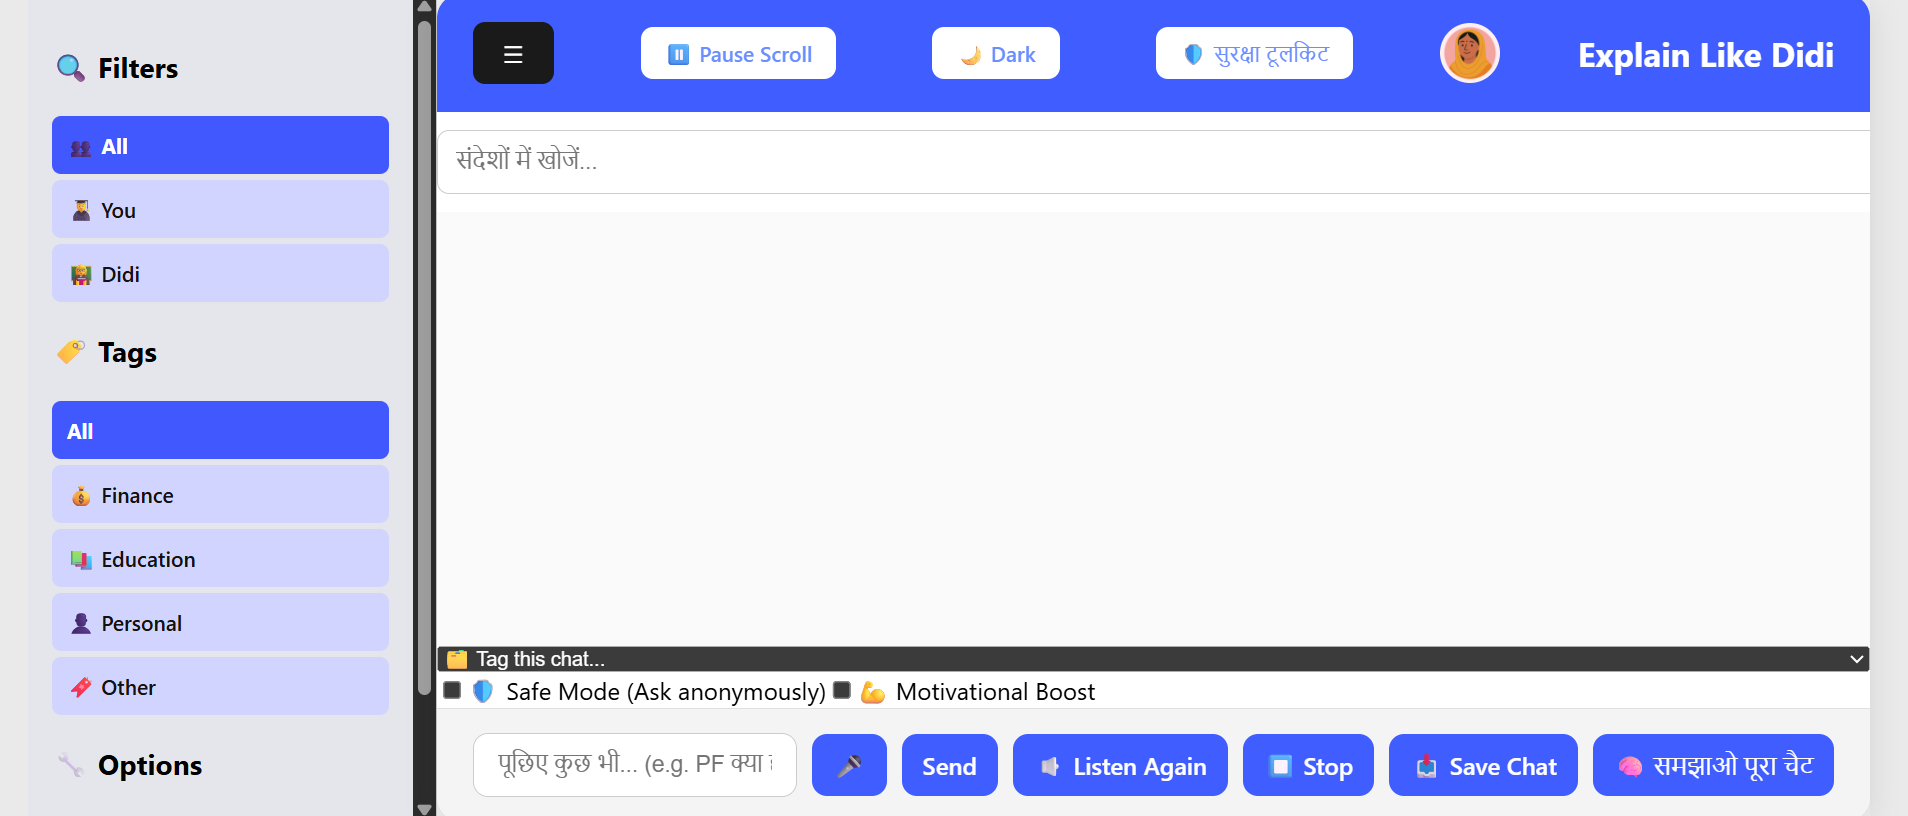 Filters
All
You
Didi
Tags
All
Finance
Education
Personal
Other
Options
☰
Pause Scroll
Dark
सुरक्षा टूलकिट
Explain Like Didi
संदेशों में खोजें...
Tag this chat...
Safe Mode (Ask anonymously)
Motivational Boost
पूछिए कुछ भी... (e.g. PF क्या
Send
Listen Again
Stop
Save Chat
समझाओ पूरा चैट